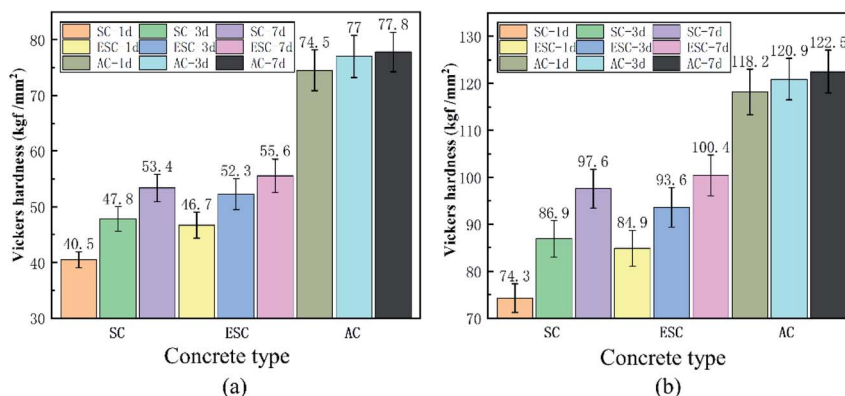 SC 1d SC 3d SC 7d
ESC 1d ESC 3d ESC 7d
AC-1d AC-3d AC-7d
Vickers hardness (kgf/mm²)
80
70
60
50
40
30
40.5
47.8
53.4
46.7
52.3
55.6
74.5
77
77.8
SC ESC AC
Concrete type
(a)
SC-1d SC-3d SC-7d
ESC-1d ESC-3d ESC-7d
AC-1d AC-3d AC-7d
Vickers hardness (kgf/mm²)
130
120
110
100
90
80
70
74.3
86.9
97.6
84.9
93.6
100.4
118.2
120.9
122.5
SC ESC AC
Concrete type
(b)